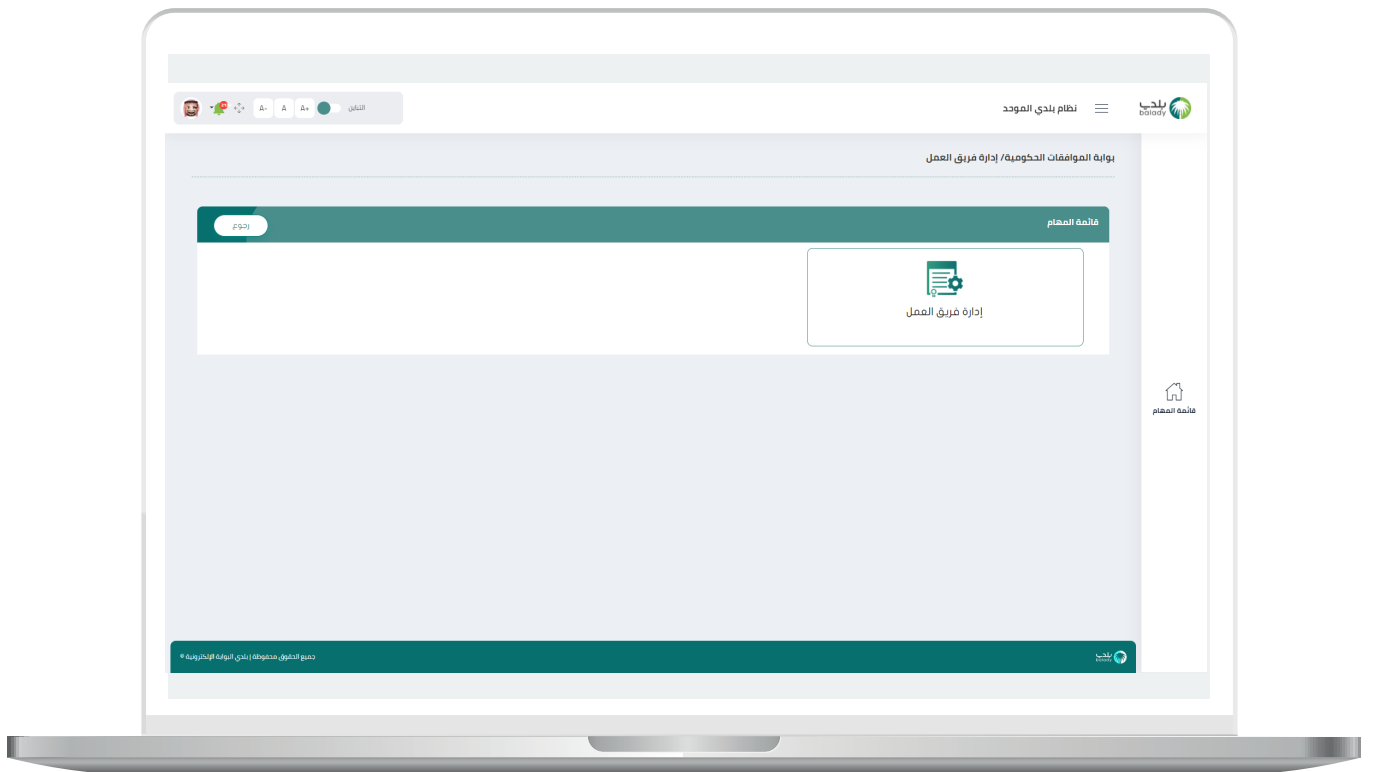 بلدي
balady
نظام بلدي الموحد
التباين
A+
A
A-
بوابة الموافقات الحكومية/ إدارة فريق العمل
قائمة المهام
رجوع
إدارة فريق العمل
قائمة المهام
بلدي
balady
جميع الحقوق محفوظة | بلدي البوابة الإلكترونية ©